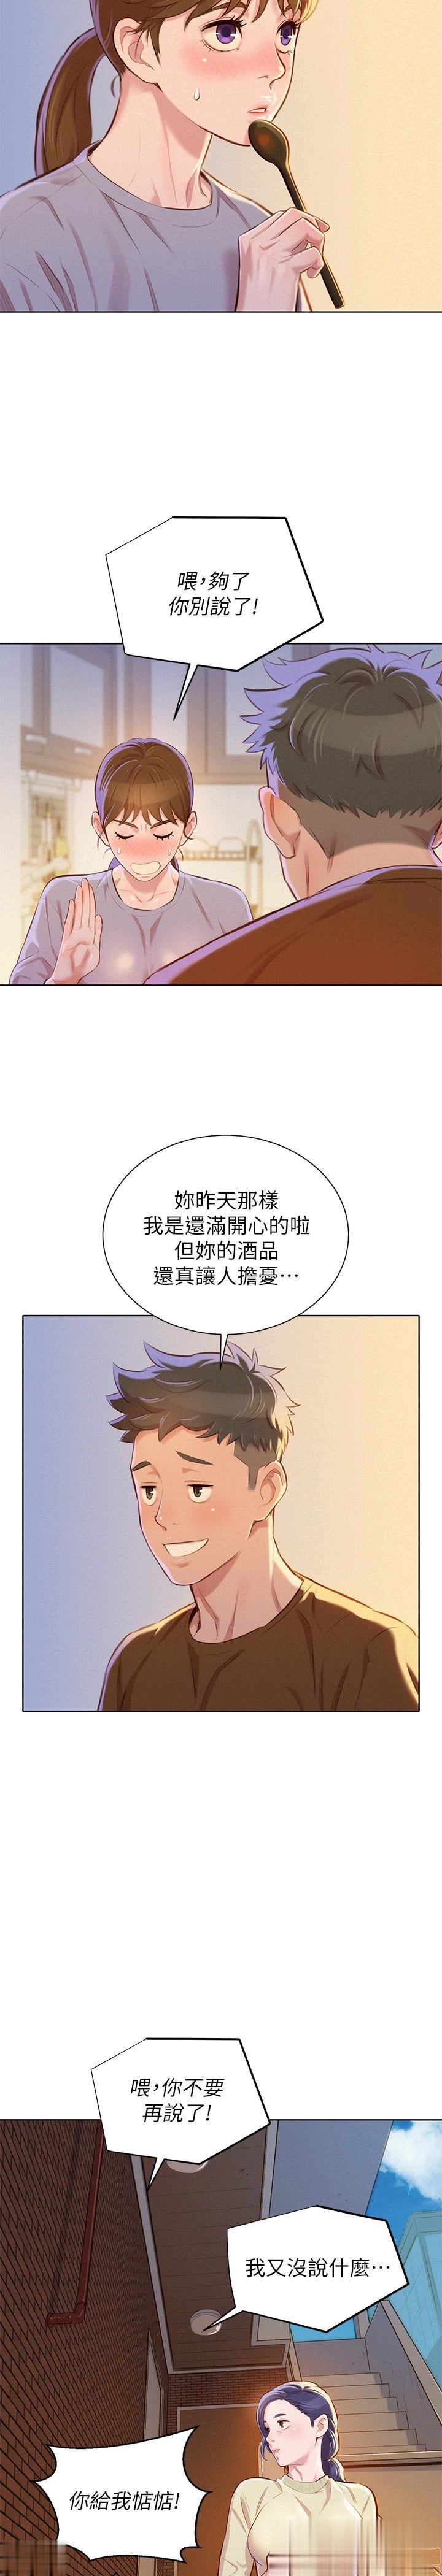 喂,夠了
你別說了!
妳昨天那樣
我是還滿開心的啦
但妳的酒品
還真讓人擔憂⋯
喂,你不要
再說了!
我又沒說什麼⋯
你給我惦惦!